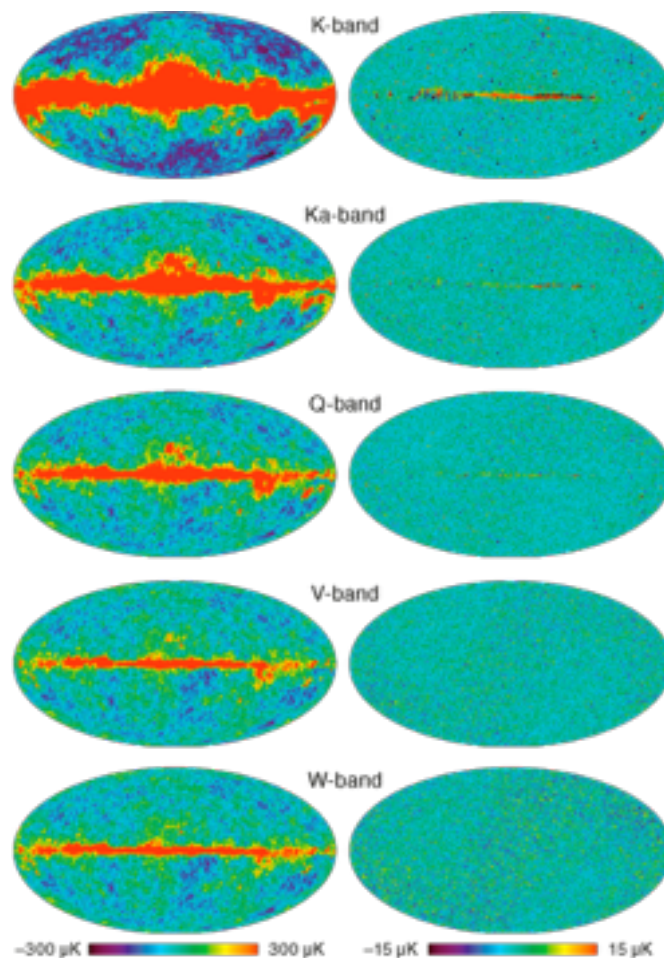 K-band
Ka-band
Q-band
V-band
W-band
−300 μK 300 μK −15 μK 15 μK